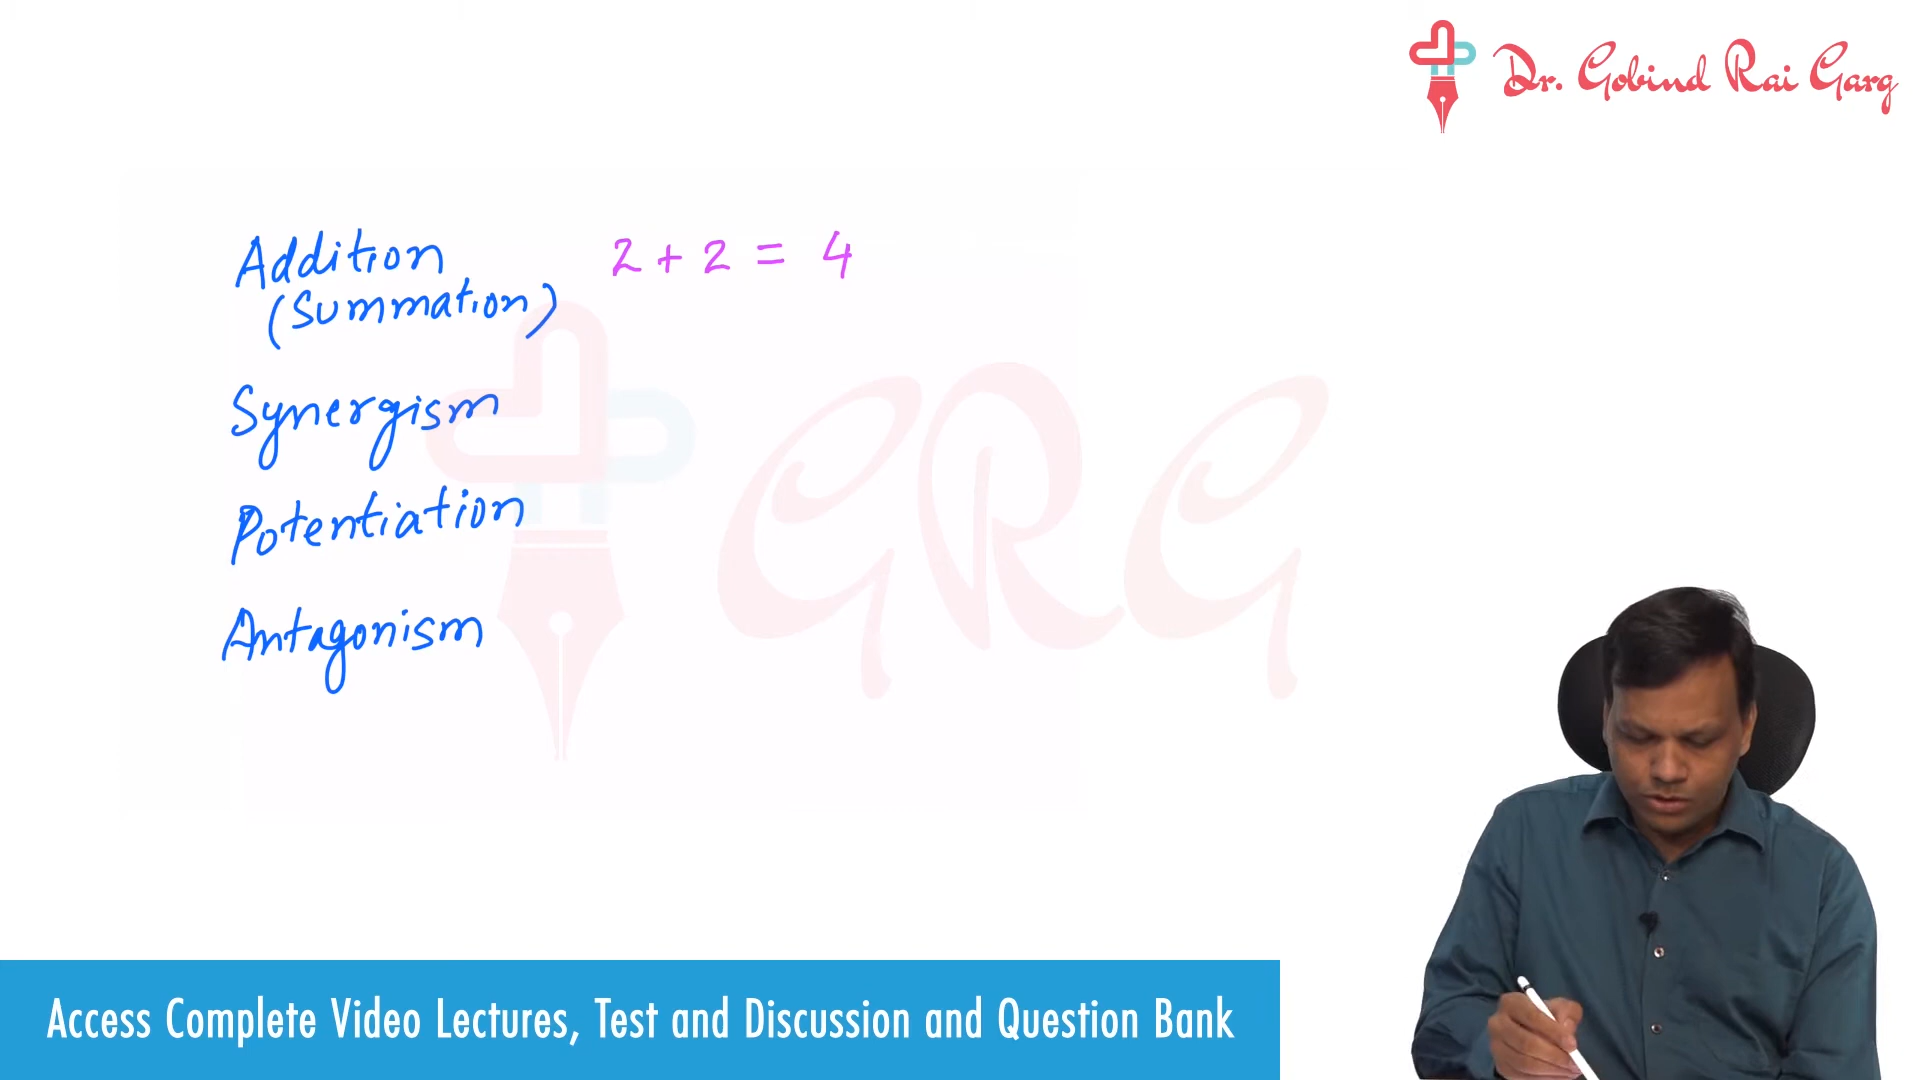 Dr. Gobind Rai Garg
Addition 2 + 2 = 4
(Summation)
Synergism
Potentiation
Antagonism
GRG
Access Complete Video Lectures, Test and Discussion and Question Bank